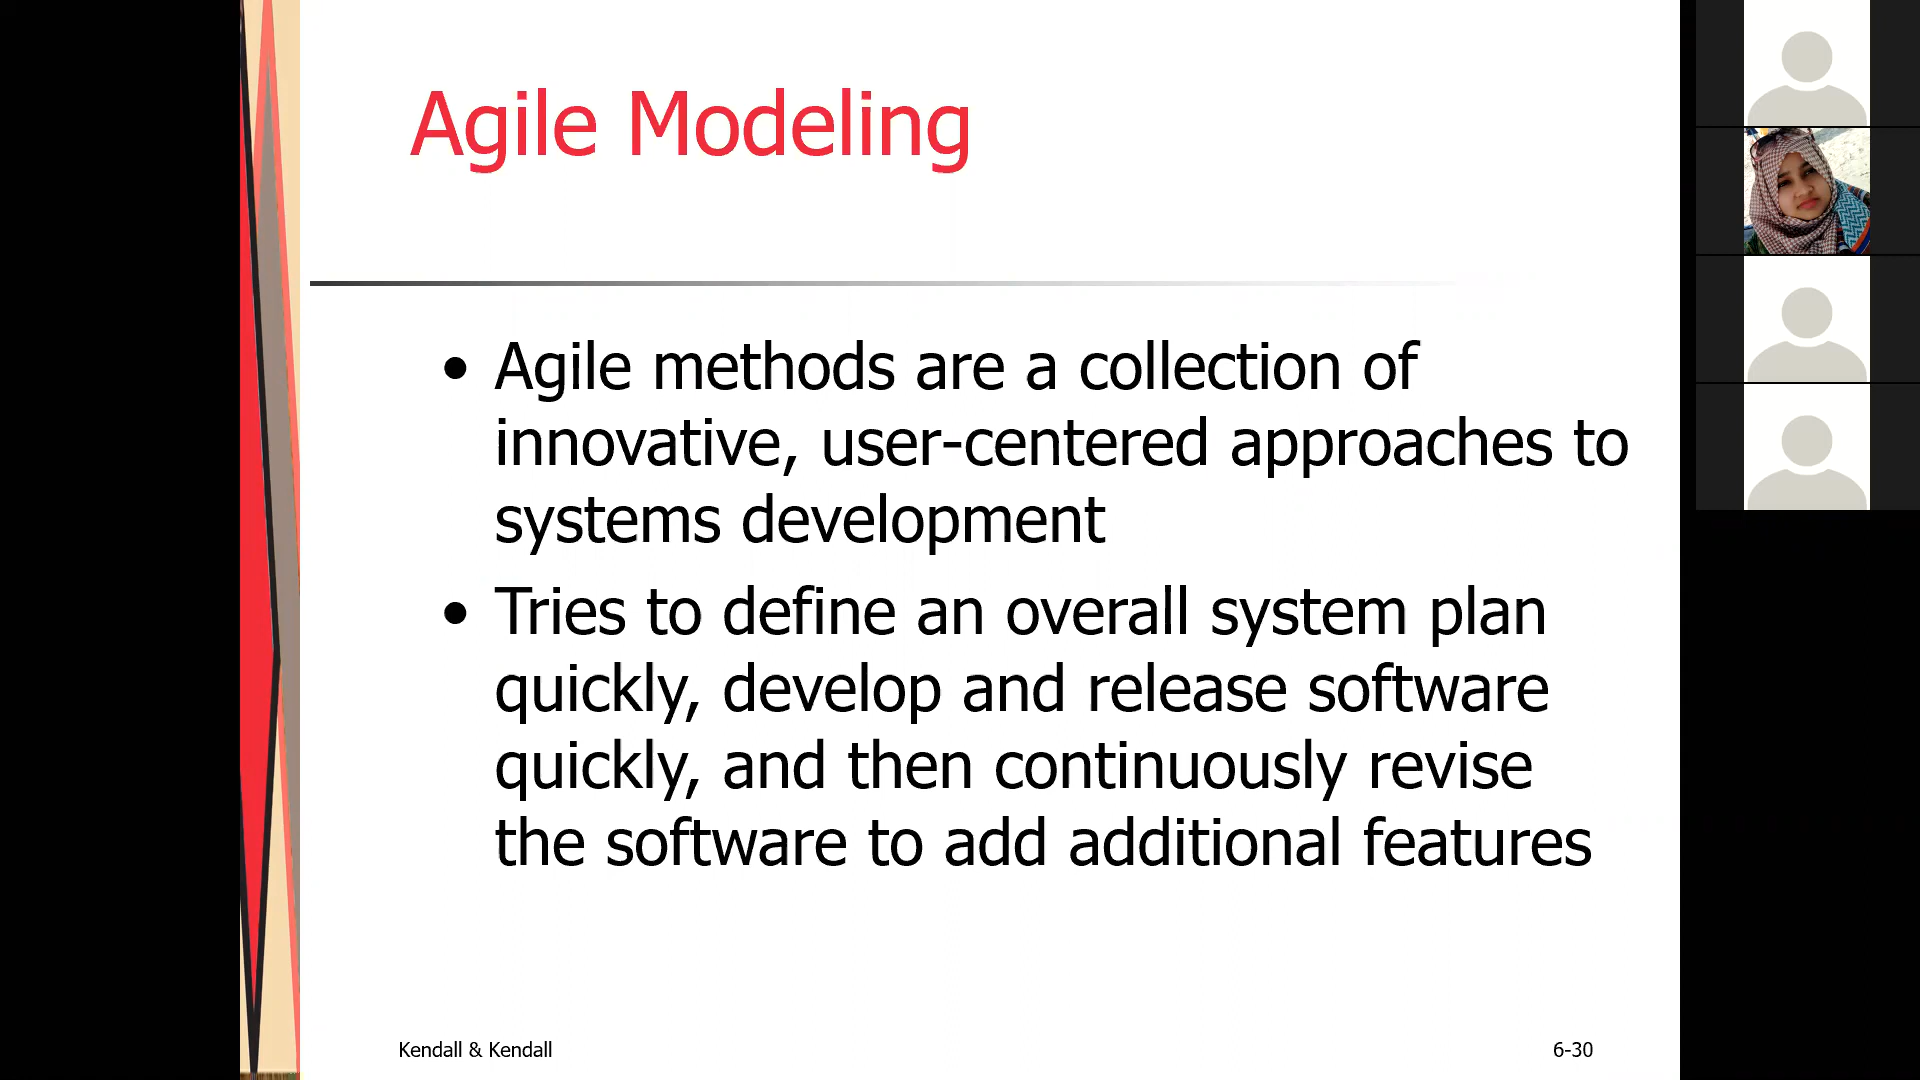 Agile Modeling
• Agile methods are a collection of
innovative, user-centered approaches to
systems development
• Tries to define an overall system plan
quickly, develop and release software
quickly, and then continuously revise
the software to add additional features
Kendall & Kendall
6-30